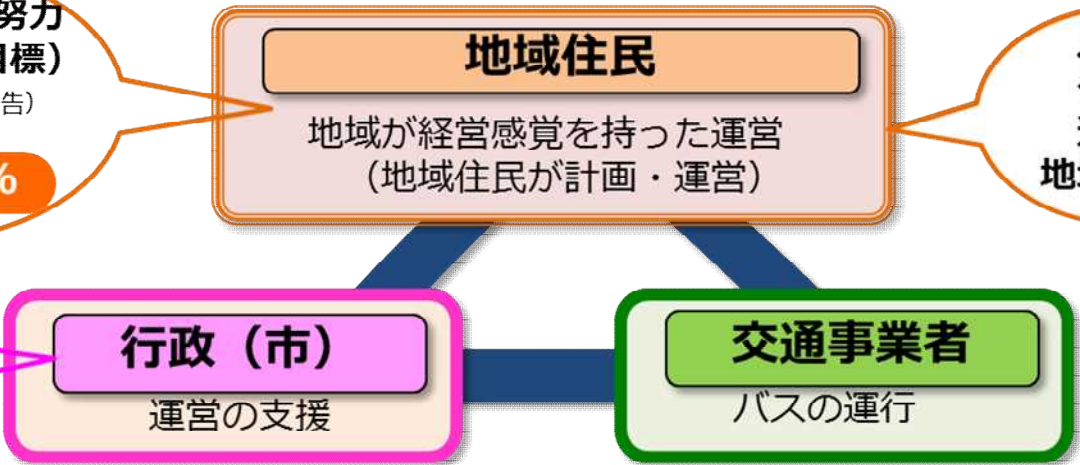 努力
目標）
告）
%
地域住民
地域が経営感覚を持った運営
（地域住民が計画・運営）
地
行政（市）
運営の支援
交通事業者
バスの運行